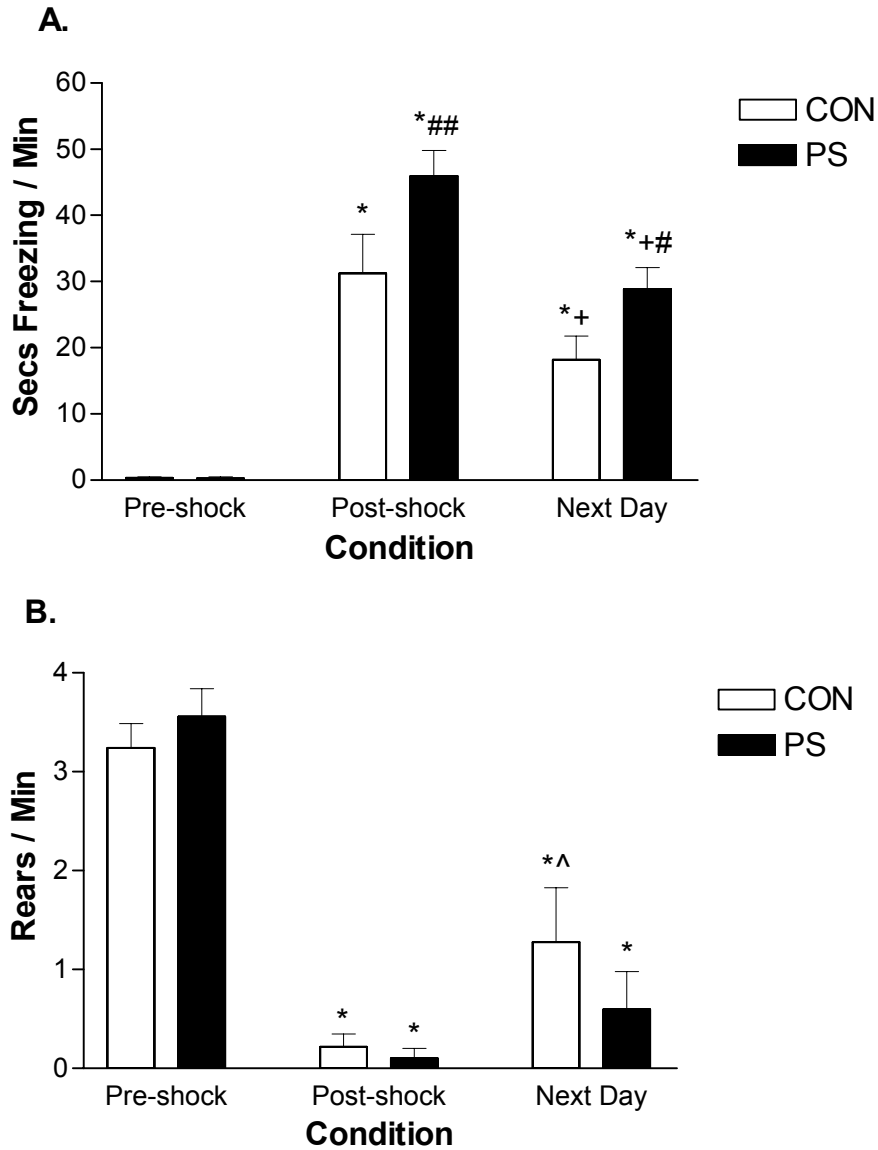 A.
60
50
40
30
20
10
0
Secs Freezing / Min
*
*##
*+
*+#
CON
PS
Pre-shock Post-shock Next Day
Condition
B.
4
3
2
1
0
Rears / Min
*
*
*^
*
CON
PS
Pre-shock Post-shock Next Day
Condition